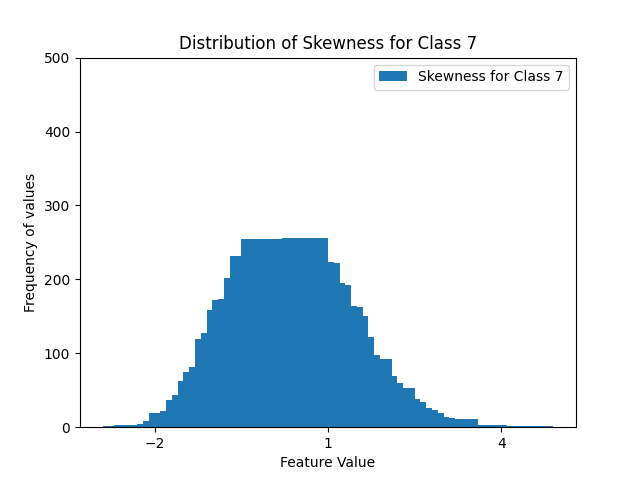 Distribution of Skewness for Class 7
Skewness for Class 7
500
400
300
200
100
0
Frequency of values
−2
1
4
Feature Value